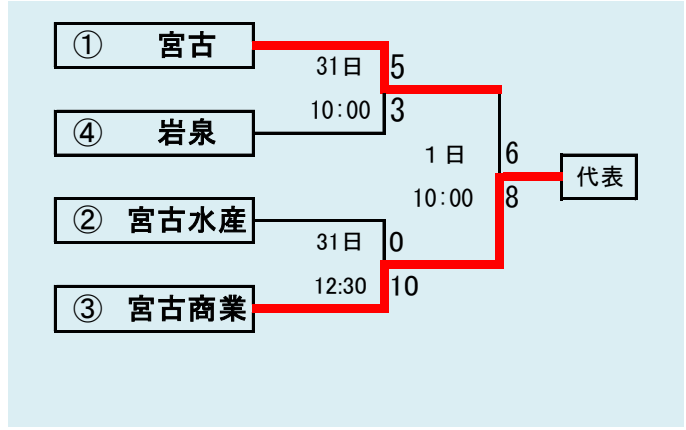 ① 宮古
31日 5
10:00 3
④ 岩泉
1日 6
10:00 8
代表
② 宮古水産
31日 0
12:30 10
③ 宮古商業